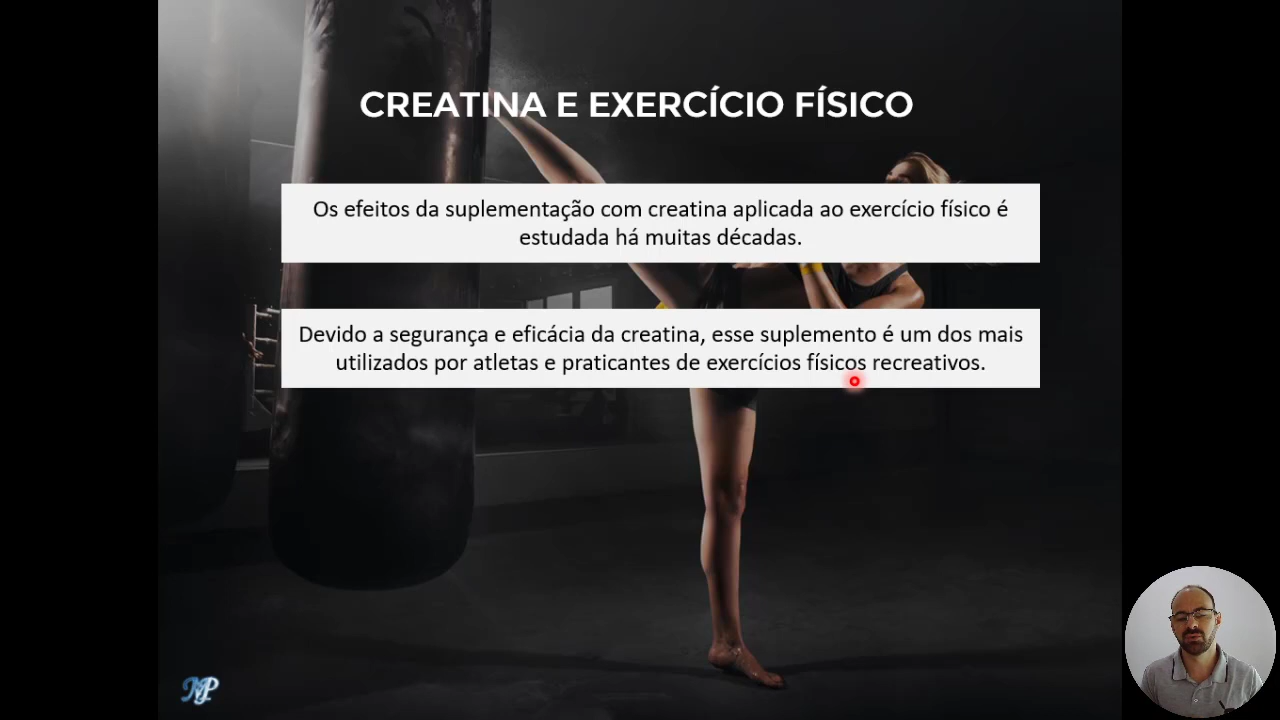 CREATINA E EXERCÍCIO FÍSICO
Os efeitos da suplementação com creatina aplicada ao exercício físico é
estudada há muitas décadas.
Devido a segurança e eficácia da creatina, esse suplemento é um dos mais
utilizados por atletas e praticantes de exercícios físicos recreativos.
MP